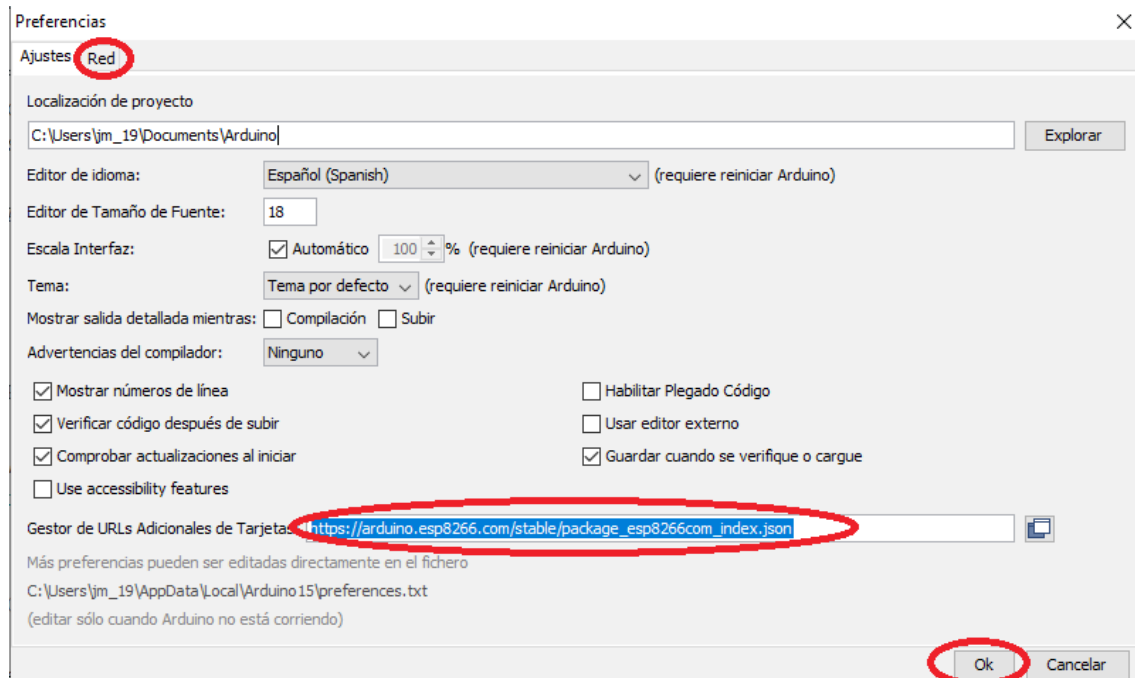 Preferencias
Ajustes Red
Localización de proyecto
C:\Users\jm_19\Documents\Arduino Explorar
Editor de idioma: Español (Spanish) (requiere reiniciar Arduino)
Editor de Tamaño de Fuente: 18
Escala Interfaz: Automático 100 % (requiere reiniciar Arduino)
Tema: Tema por defecto (requiere reiniciar Arduino)
Mostrar salida detallada mientras: Compilación Subir
Advertencias del compilador: Ninguno
Mostrar números de línea Habilitar Plegado Código
Verificar código después de subir Usar editor externo
Comprobar actualizaciones al iniciar Guardar cuando se verifique o cargue
Use accessibility features
Gestor de URLs Adicionales de Tarjetas https://arduino.esp8266.com/stable/package_esp8266com_index.json
Más preferencias pueden ser editadas directamente en el fichero
C:\Users\jm_19\AppData\Local\Arduino15\preferences.txt
(editar sólo cuando Arduino no está corriendo)
Ok Cancelar